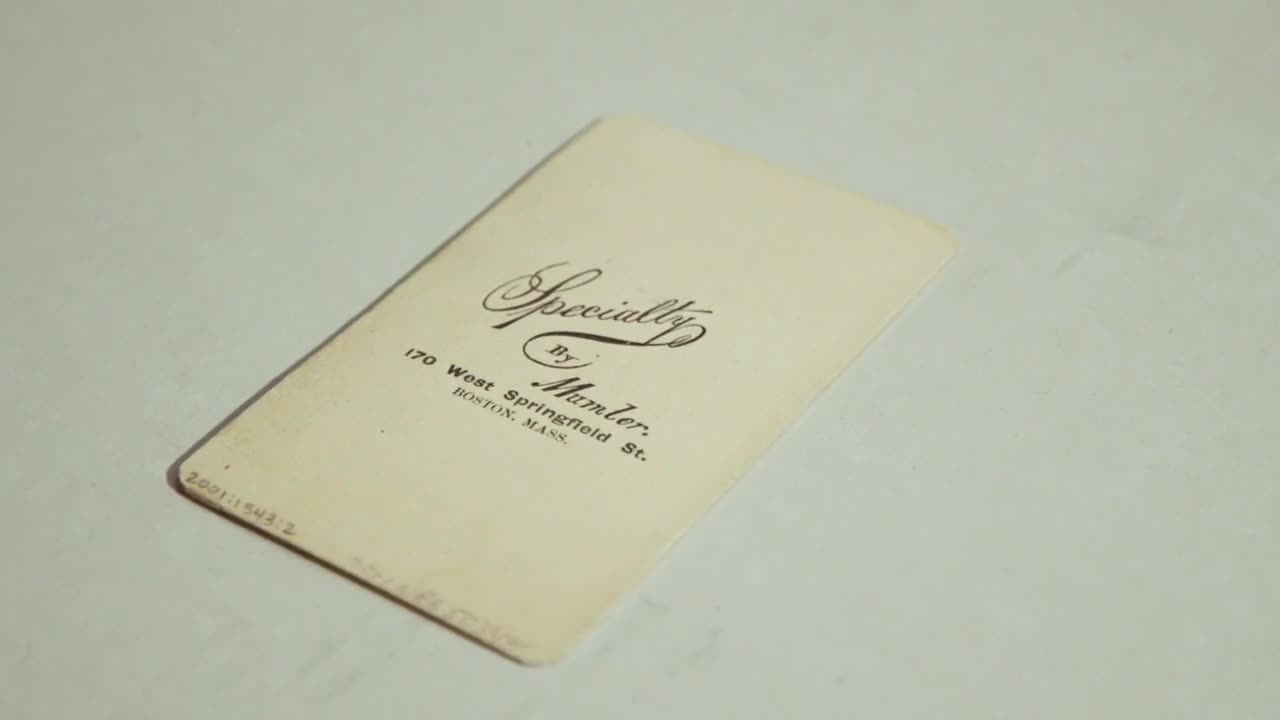 Specialty
By
Mumler.
170 West Springfield St.
BOSTON, MASS.
2001:1543:2